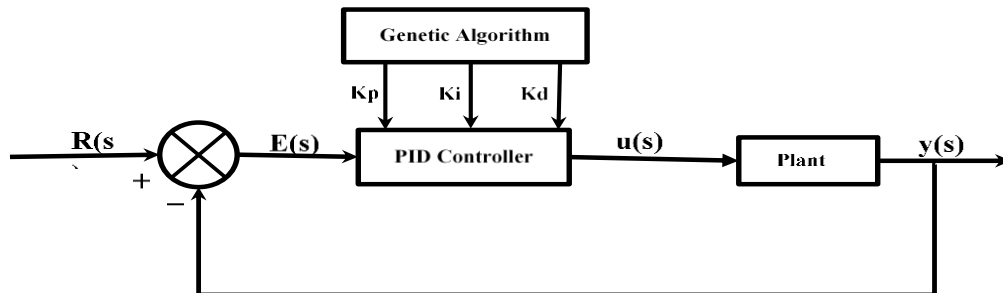 Genetic Algorithm
Kp Ki Kd
R(s
E(s)
PID Controller
u(s)
Plant
y(s)
+
−